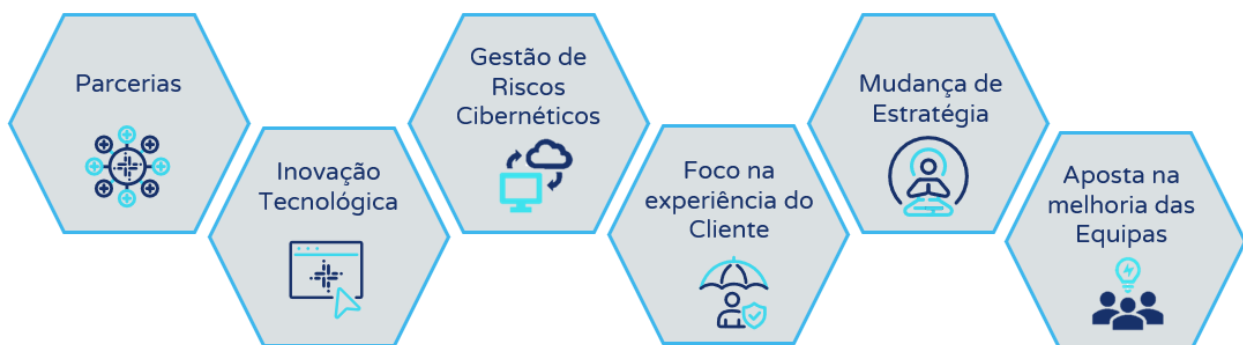 Parcerias
Inovação
Tecnológica
Gestão de
Riscos
Cibernéticos
Foco na
experiência do
Cliente
Mudança de
Estratégia
Aposta na
melhoria das
Equipas